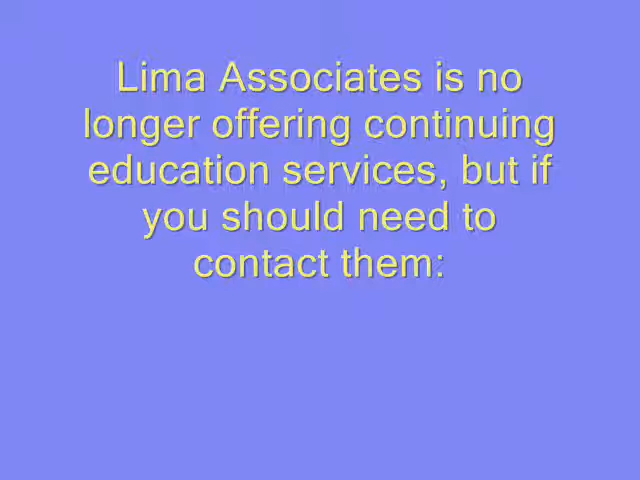 Lima Associates is no
longer offering continuing
education services, but if
you should need to
contact them: